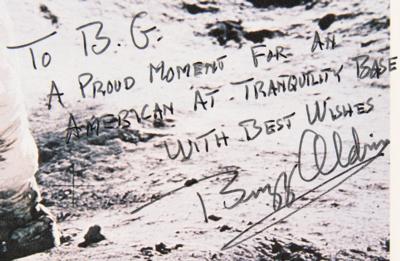 To B.G.
A PROUD MOMENT FOR AN
AMERICAN AT TRANQUILITY BASE
WITH BEST WISHES
Buzz Aldrin